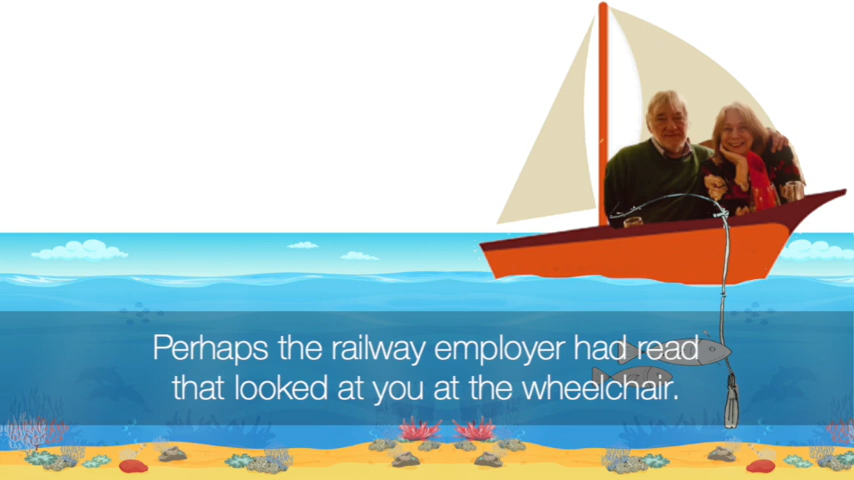 Perhaps the railway employer had read
that looked at you at the wheelchair.